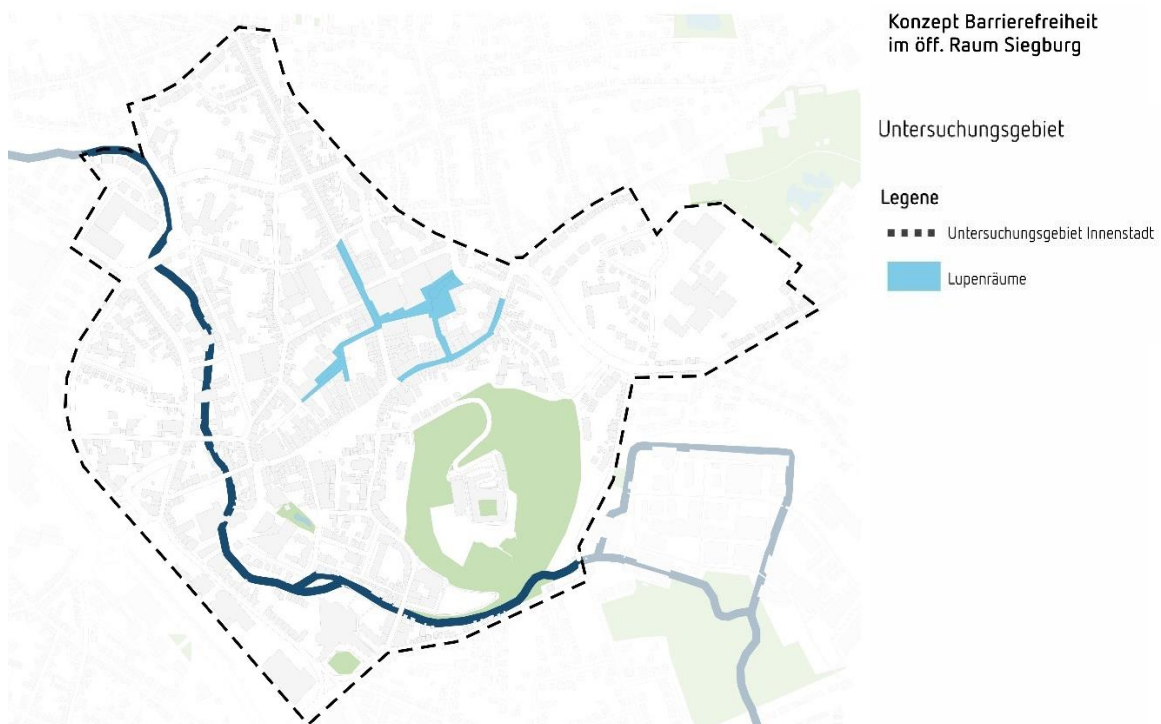 Konzept Barrierefreiheit
im öff. Raum Siegburg
Untersuchungsgebiet
Legene
Untersuchungsgebiet Innenstadt
Lupenräume